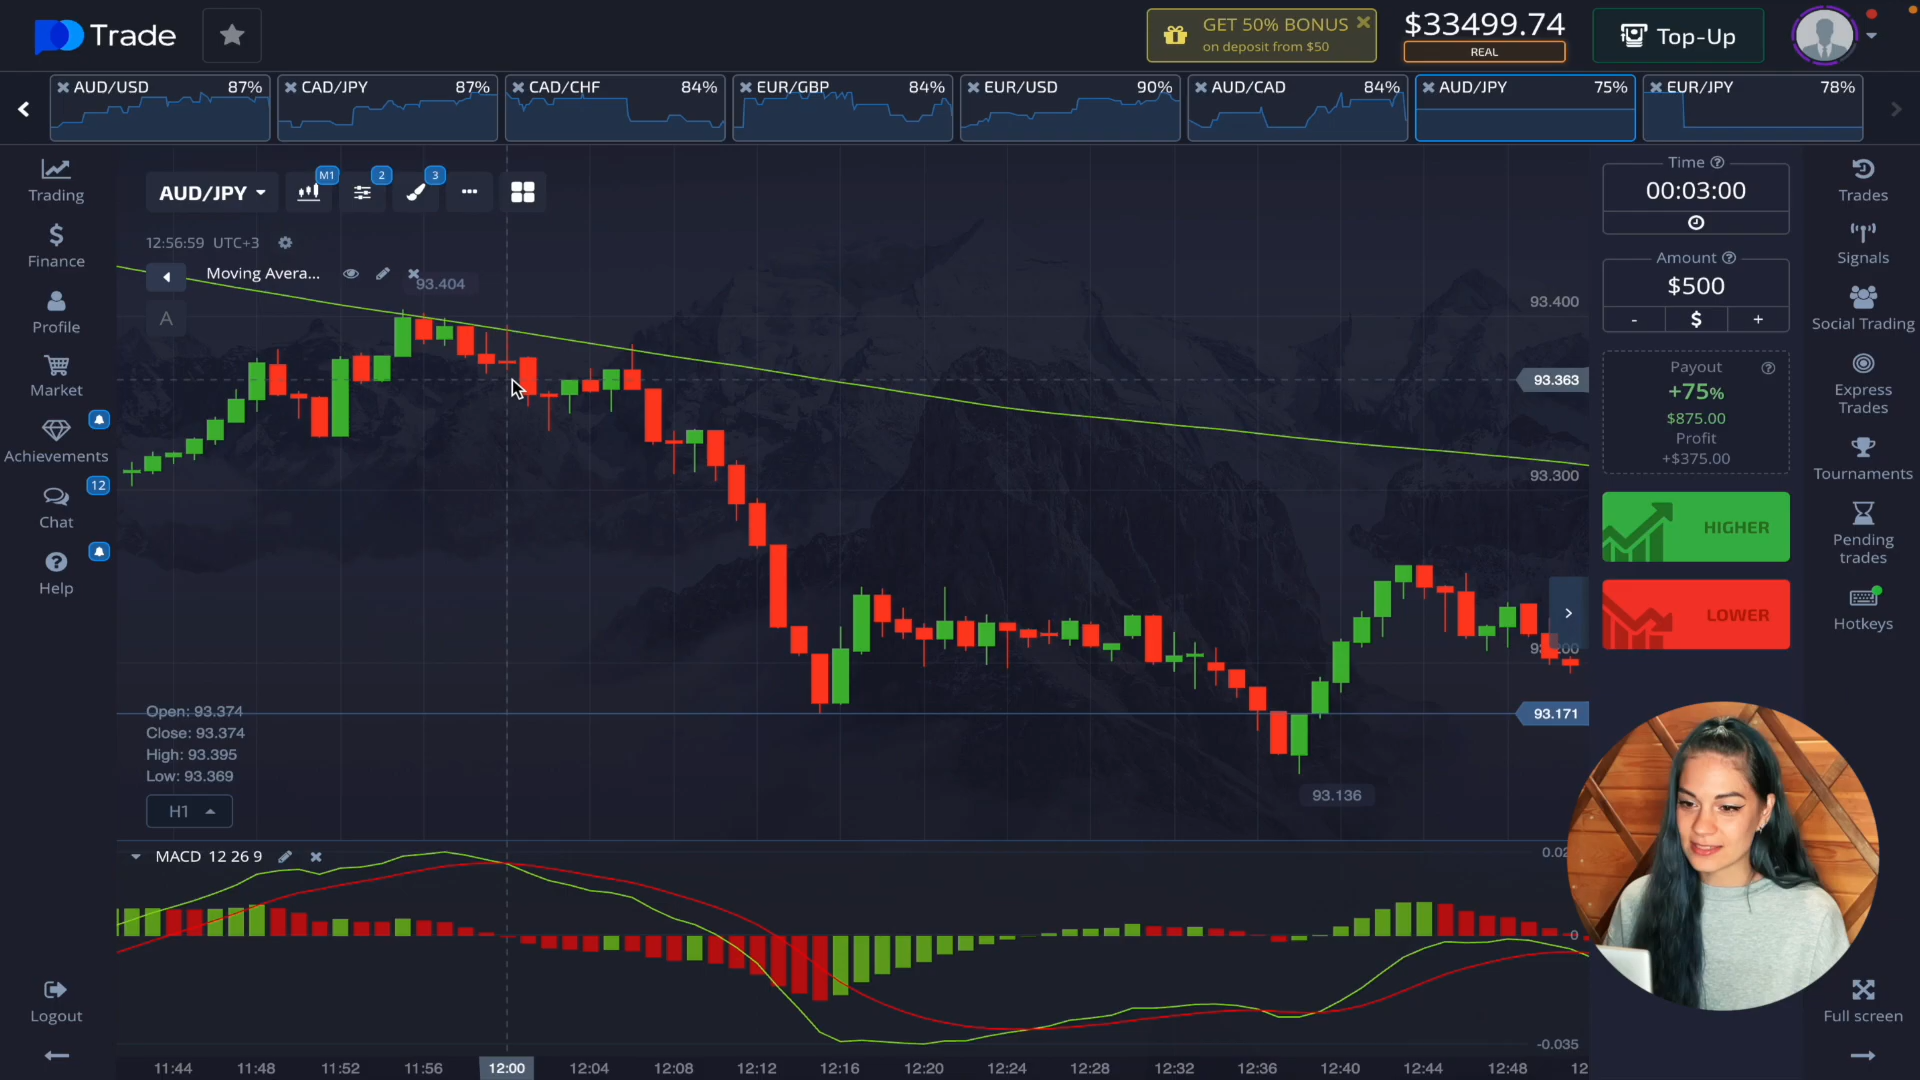 Trade
GET 50% BONUS
on deposit from $50
$33499.74
REAL
Top-Up
AUD/USD 87%
CAD/JPY 87%
CAD/CHF 84%
EUR/GBP 84%
EUR/USD 90%
AUD/CAD 84%
AUD/JPY 75%
EUR/JPY 78%
Trading
Finance
Profile
Market
Achievements
12
Chat
Help
Logout
AUD/JPY
M1
2
3
12:56:59 UTC+3
Moving Avera...
A
93.404
93.400
93.363
93.300
93.171
93.136
Open: 93.374
Close: 93.374
High: 93.395
Low: 93.369
H1
MACD 12 26 9
0
-0.035
11:44 11:48 11:52 11:56 12:00 12:04 12:08 12:12 12:16 12:20 12:24 12:28 12:32 12:36 12:40 12:44 12:48 12
Time
00:03:00
Amount
$500
- $ +
Payout
+75%
$875.00
Profit
+$375.00
HIGHER
LOWER
Trades
Signals
Social Trading
Express
Trades
Tournaments
Pending
trades
Hotkeys
Full screen